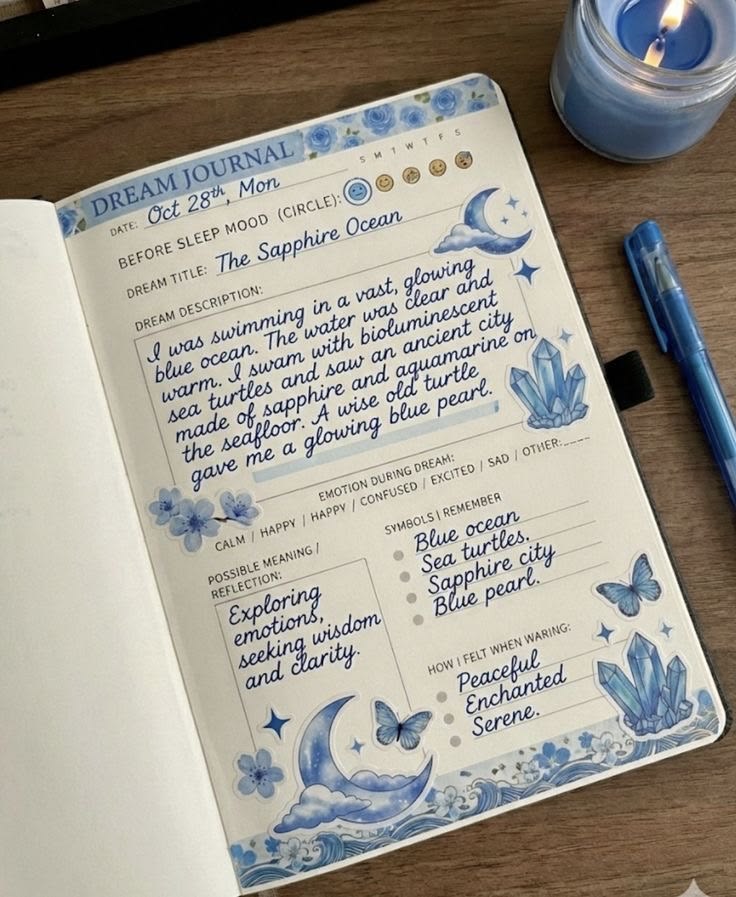 DREAM JOURNAL
S M T W T F S
DATE: Oct 28th, Mon
BEFORE SLEEP MOOD (CIRCLE):
DREAM TITLE: The Sapphire Ocean
DREAM DESCRIPTION:
I was swimming in a vast, glowing
blue ocean. The water was clear and
warm. I swam with bioluminescent
sea turtles and saw an ancient city
made of sapphire and aquamarine on
the seafloor. A wise old turtle
gave me a glowing blue pearl.
EMOTION DURING DREAM:
CALM / HAPPY / HAPPY / CONFUSED / EXCITED / SAD / OTHER:____
POSSIBLE MEANING /
REFLECTION:
Exploring
emotions,
seeking wisdom
and clarity.
SYMBOLS I REMEMBER
Blue ocean
Sea turtles.
Sapphire city
Blue pearl.
HOW I FELT WHEN WARING:
Peaceful
Enchanted
Serene.